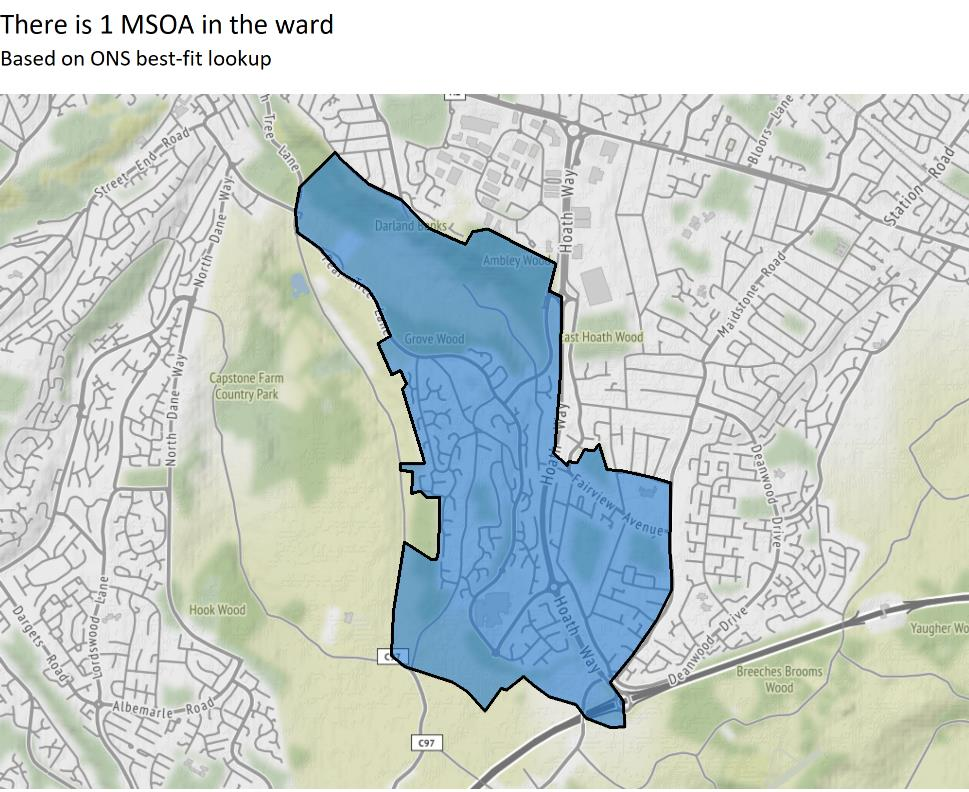 There is 1 MSOA in the ward
Based on ONS best-fit lookup
Tree Lane
Street End Road
Bloors Lane
Station Road
Hoath Way
North Dane Way
Darland Banks
Ambley Wood
Maidstone Road
Grove Wood
East Hoath Wood
Capstone Farm
Country Park
North Dane Way
Hoath Way
Fairview Avenue
Deanwood Drive
Hook Wood
Lordswood Lane
Dargets Road
Hoath Way
Deanwood Drive
Yaugher Wo
Breeches Brooms
Wood
Albemarle Road
C97